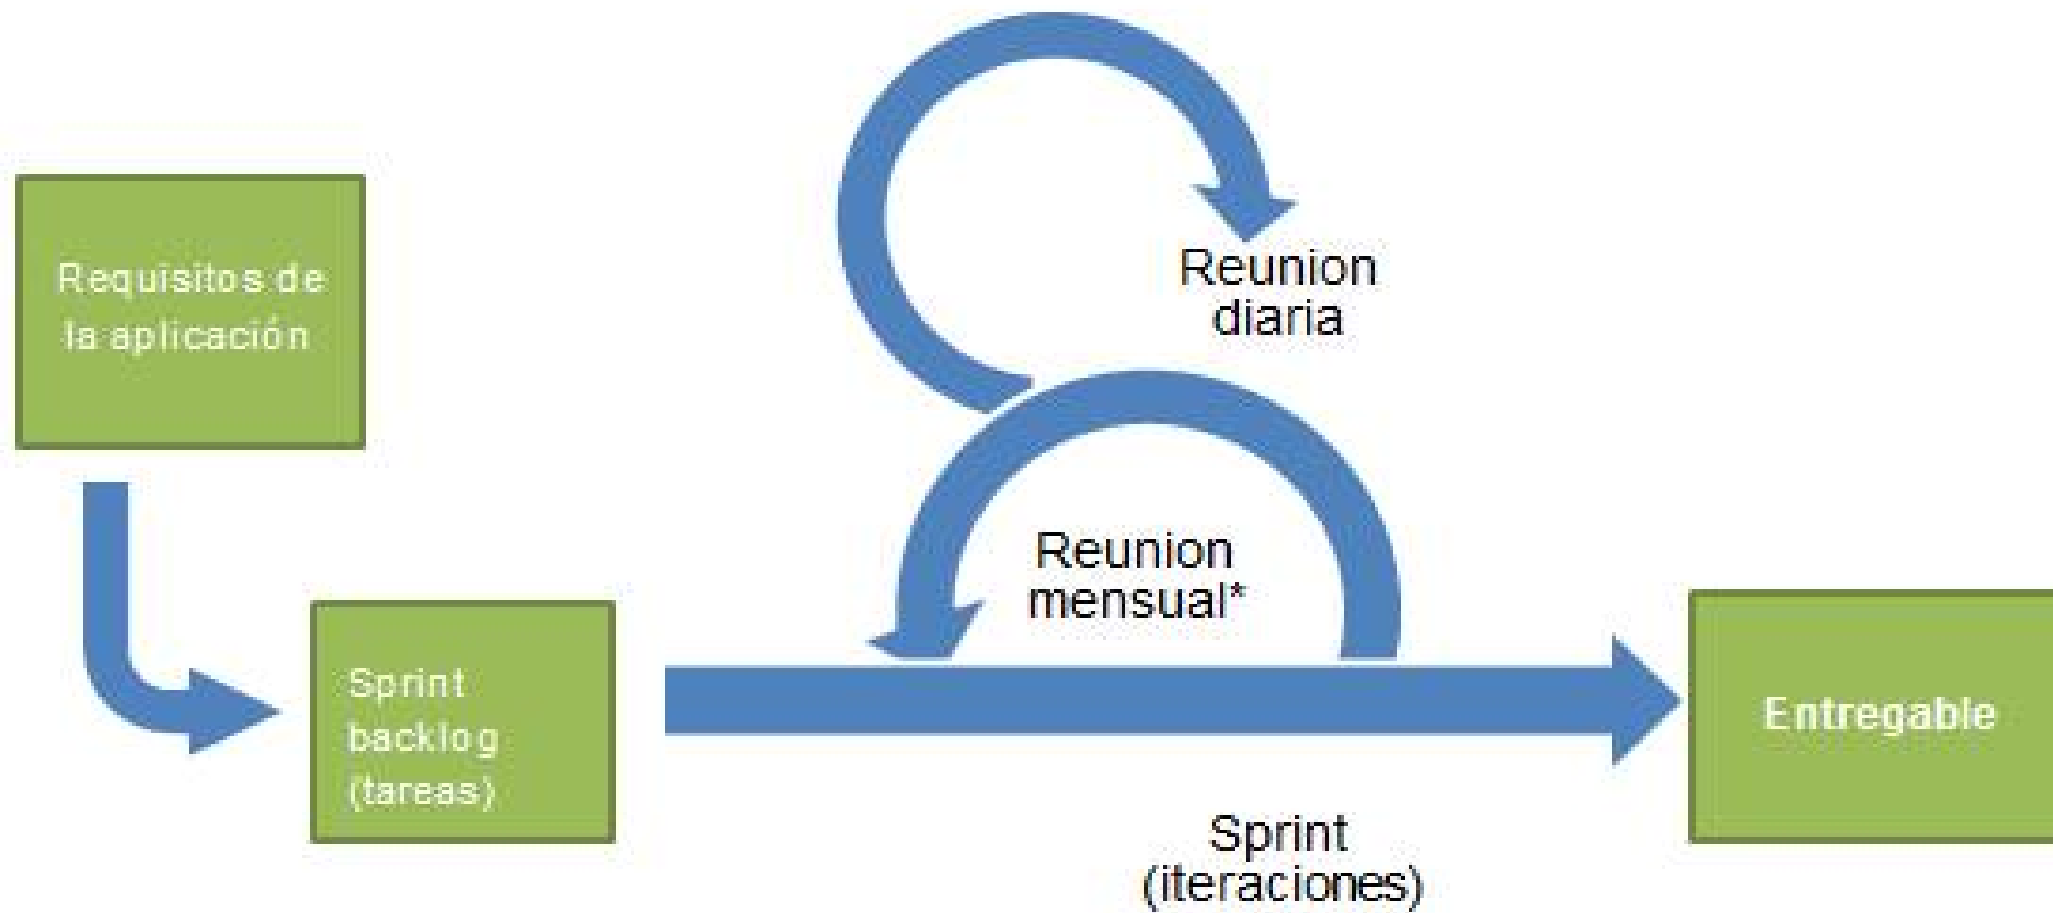 Requisitos de
la aplicación
Sprint
backlog
(tareas)
Reunion
diaria
Reunion
mensual*
Sprint
(iteraciones)
Entregable